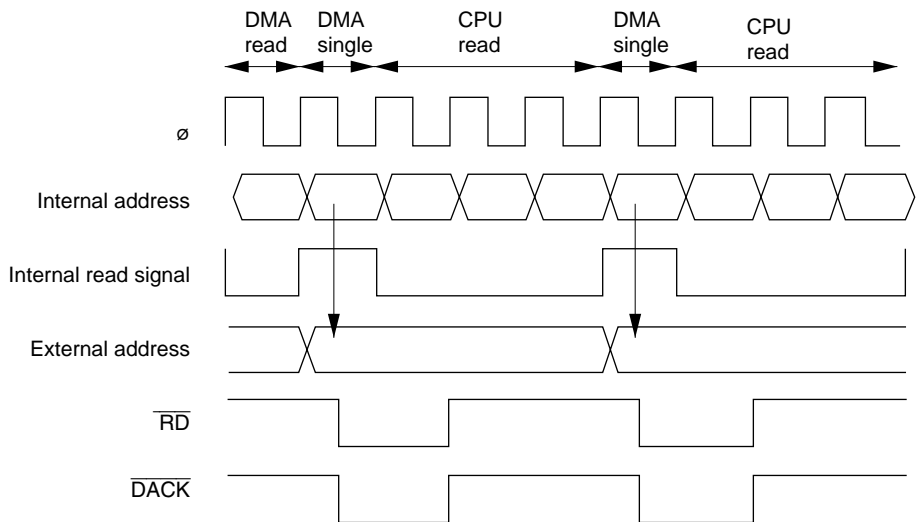 DMA read
DMA single
CPU read
DMA single
CPU read
ø
Internal address
Internal read signal
External address
RD
DACK